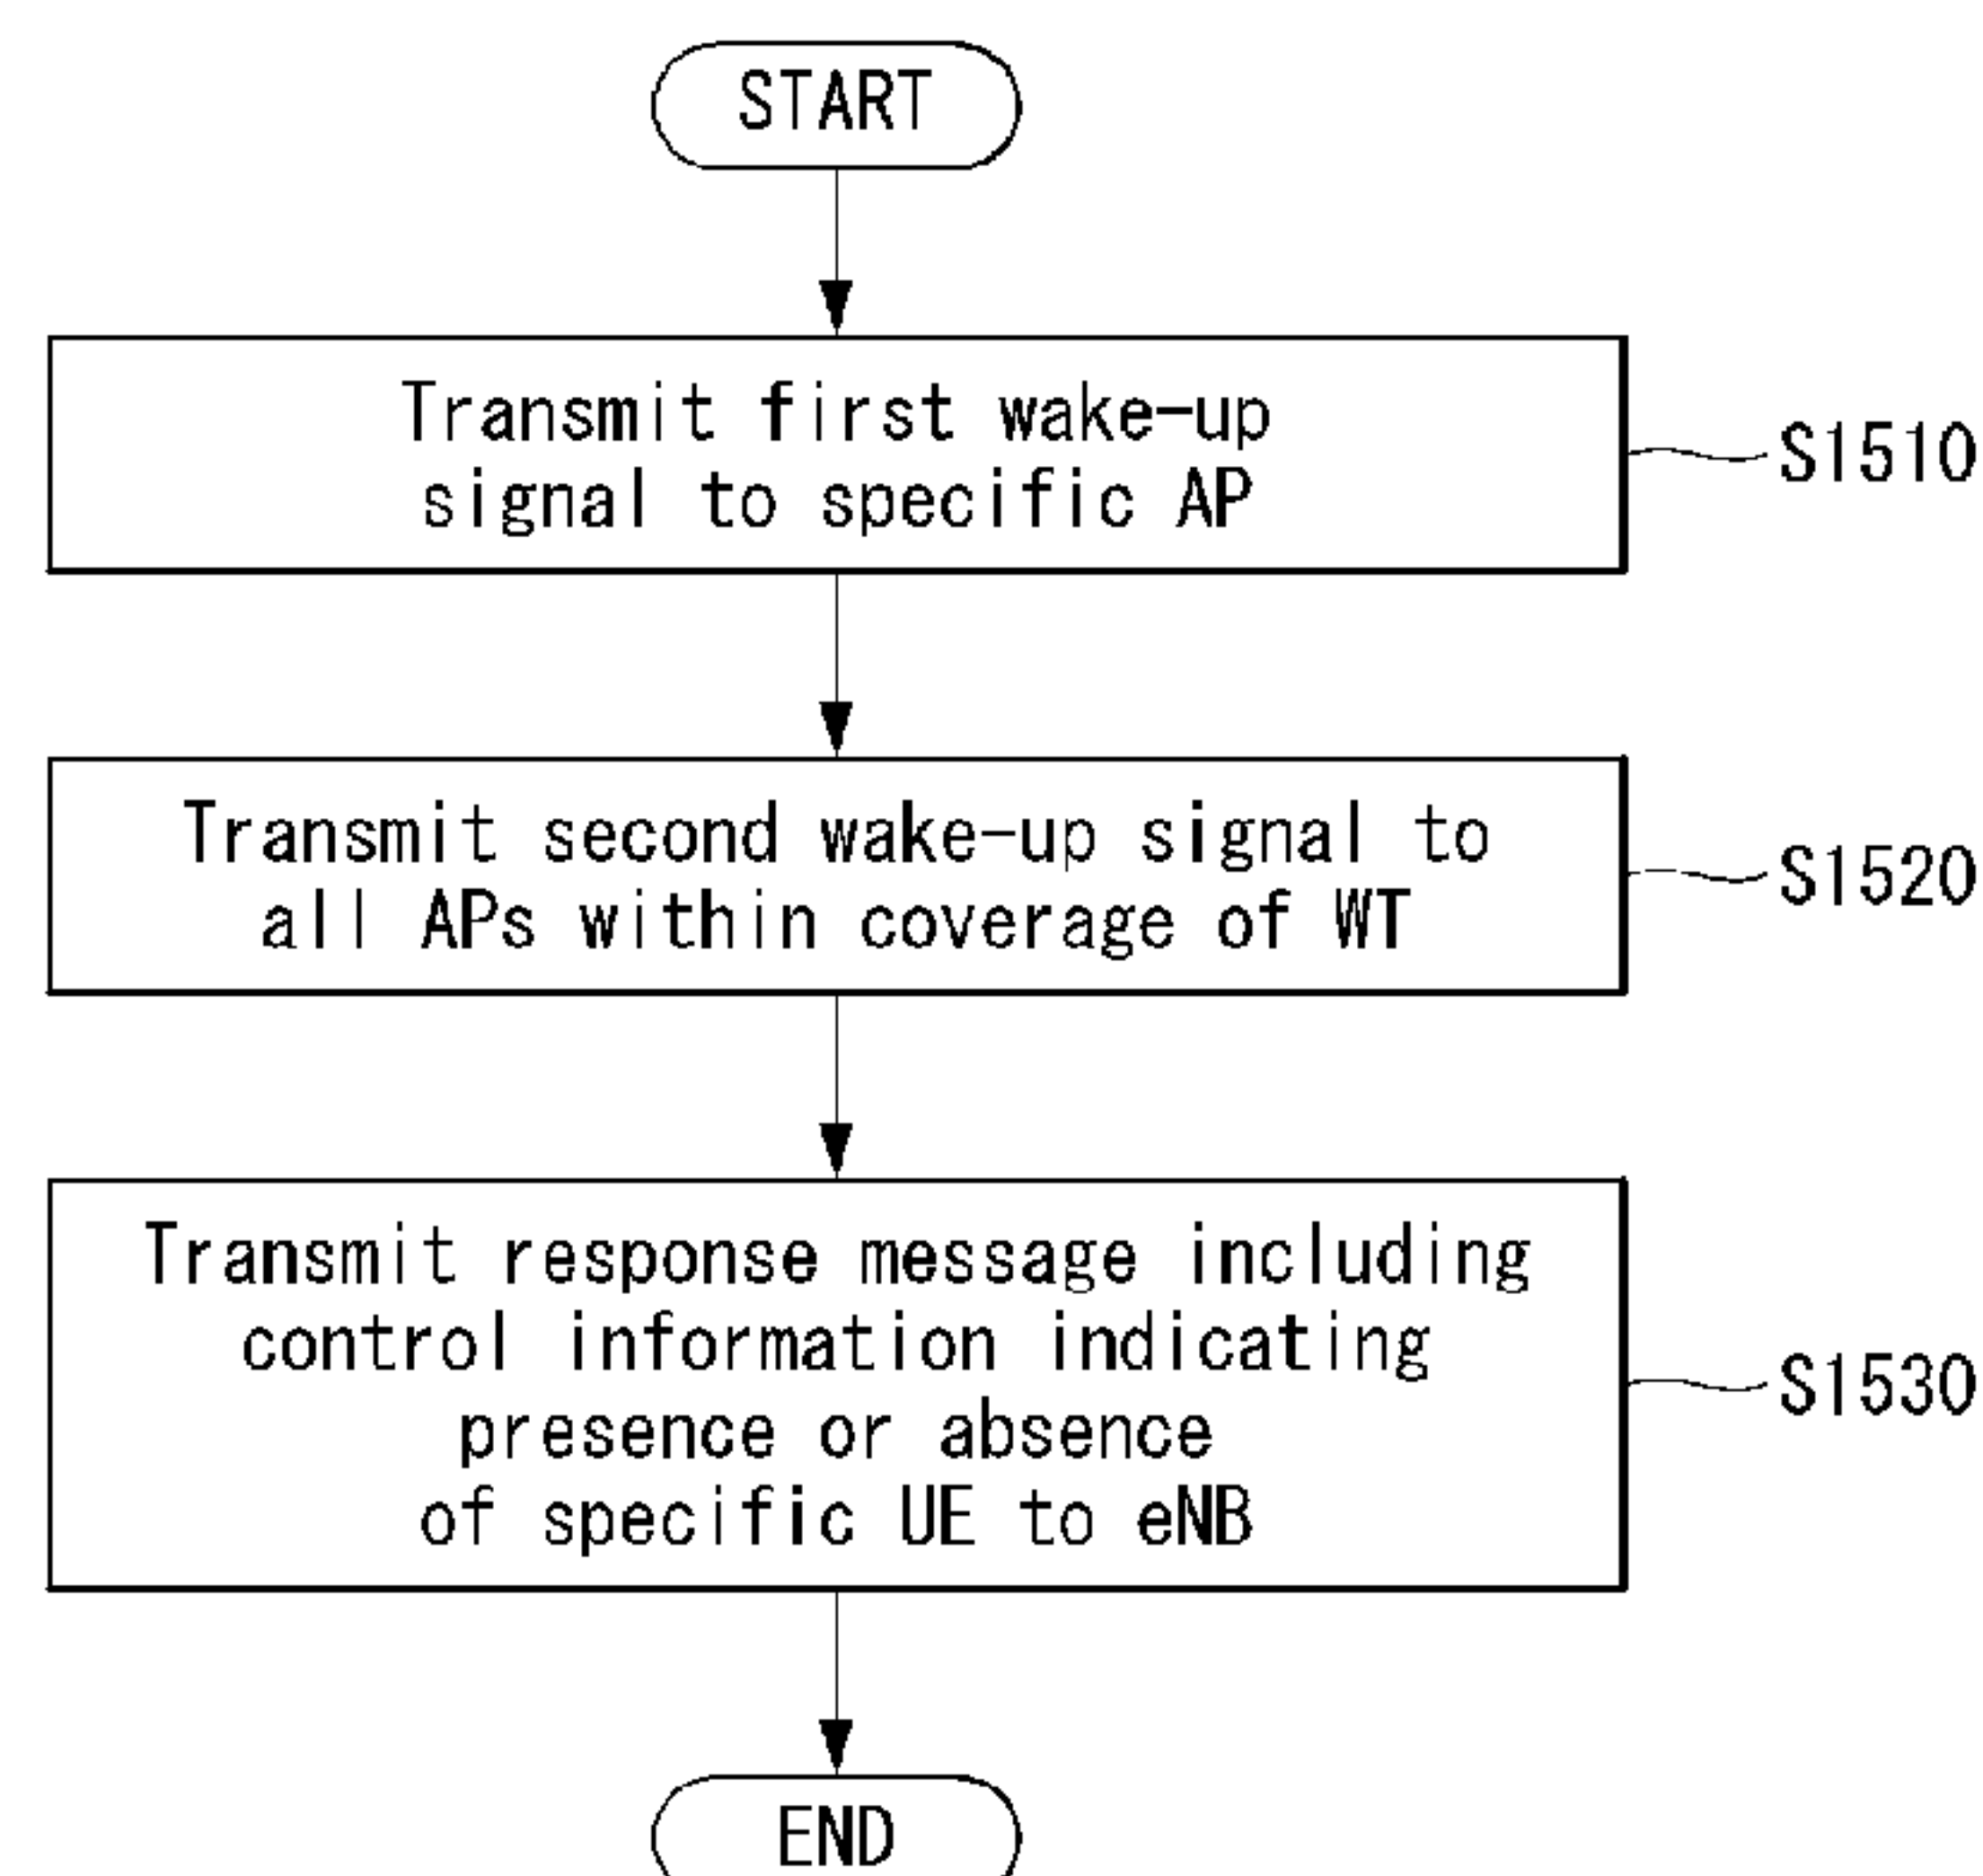 START
Transmit first wake-up
signal to specific AP
S1510
Transmit second wake-up signal to
all APs within coverage of WT
S1520
Transmit response message including
control information indicating
presence or absence
of specific UE to eNB
S1530
END